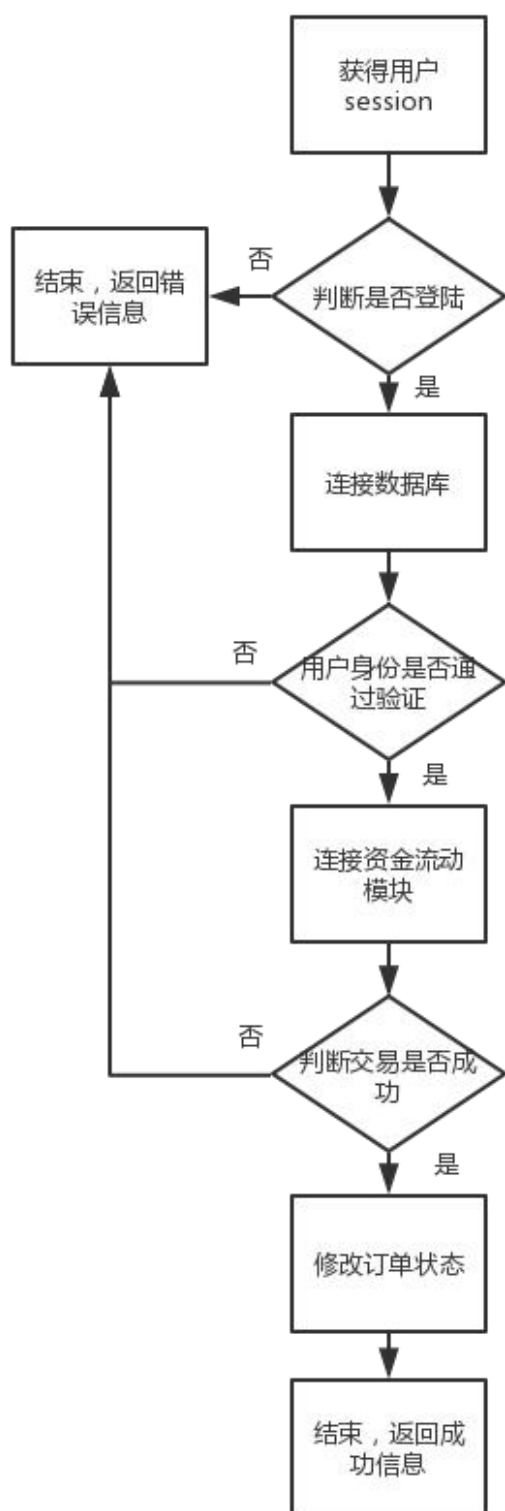 获得用户
session
否
判断是否登陆
结束，返回错
误信息
是
连接数据库
否
用户身份是否通
过验证
是
连接资金流动
模块
否
判断交易是否成
功
是
修改订单状态
结束，返回成
功信息